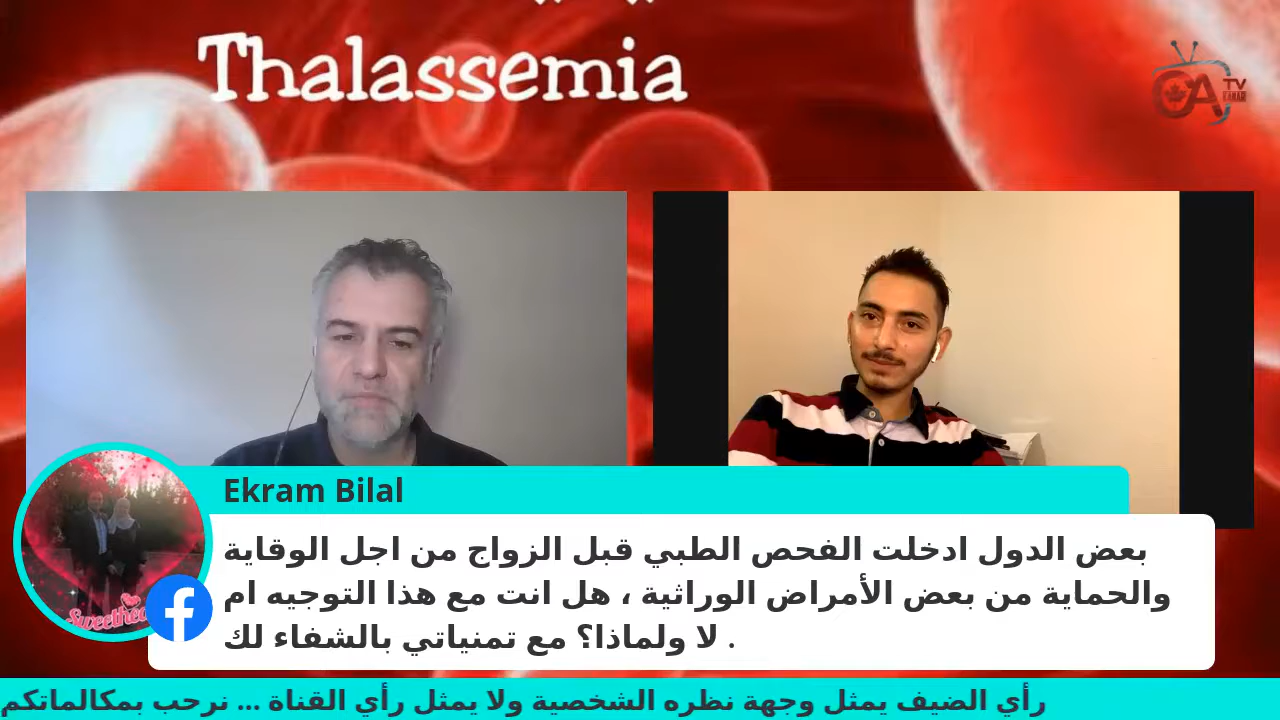 Thalassemia
CA TV
Ekram Bilal
بعض الدول ادخلت الفحص الطبي قبل الزواج من اجل الوقاية
والحماية من بعض الأمراض الوراثية ، هل انت مع هذا التوجيه ام
لا ولماذا؟ مع تمنياتي بالشفاء لك .
رأي الضيف يمثل وجهة نظره الشخصية ولا يمثل رأي القناة ... نرحب بمكالماتكم